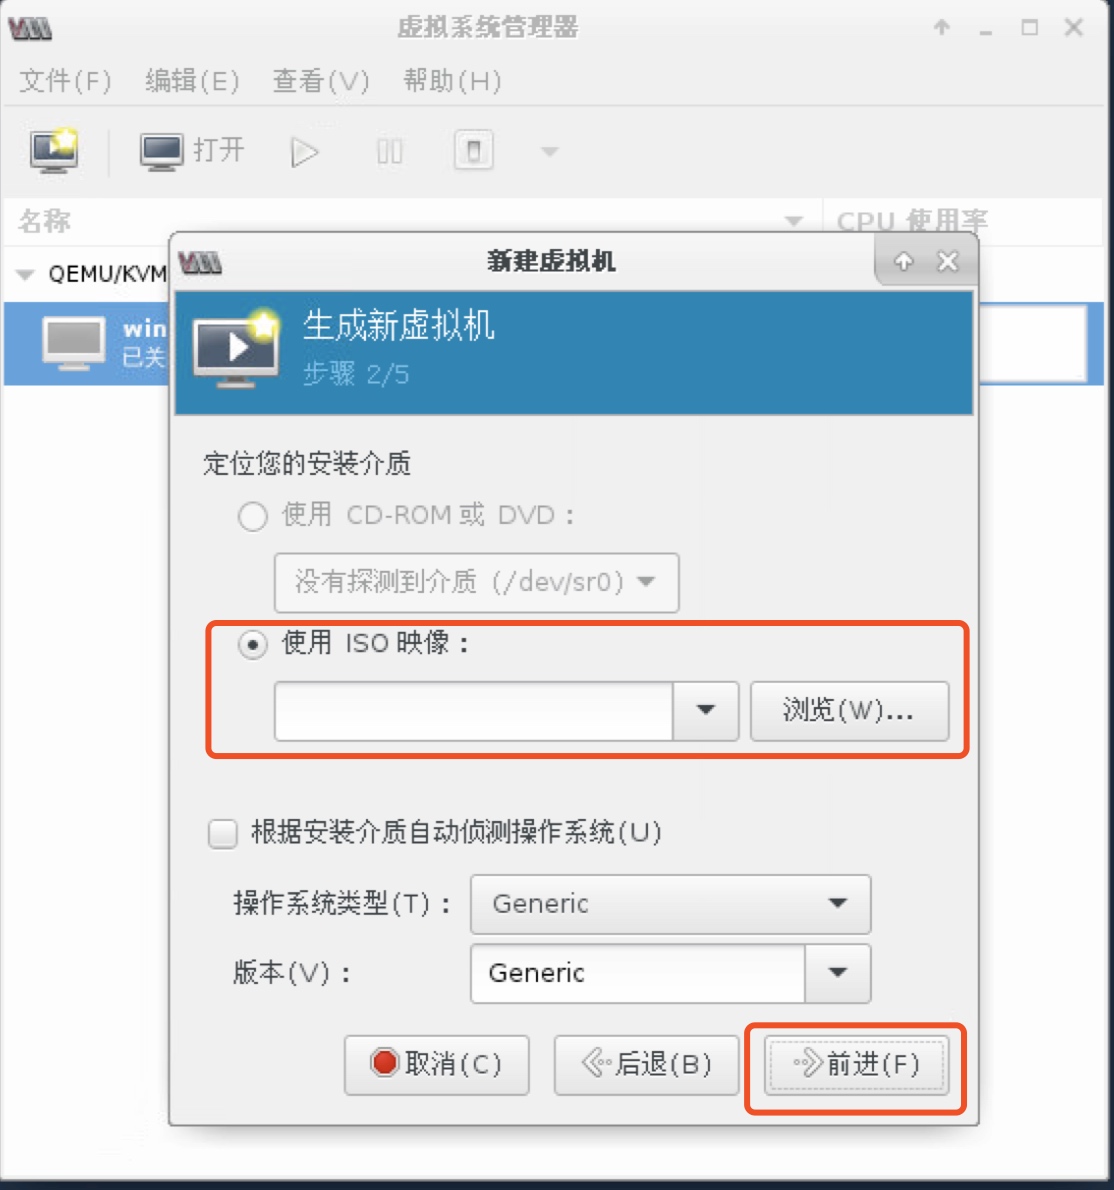 虚拟系统管理器
文件(F) 编辑(E) 查看(V) 帮助(H)
打开
名称 CPU 使用率
QEMU/KVM
win
已关
新建虚拟机
生成新虚拟机
步骤 2/5
定位您的安装介质
使用 CD-ROM 或 DVD：
没有探测到介质 (/dev/sr0)
使用 ISO 映像：
浏览(W)...
根据安装介质自动侦测操作系统(U)
操作系统类型(T)： Generic
版本(V)： Generic
取消(C) 后退(B) 前进(F)